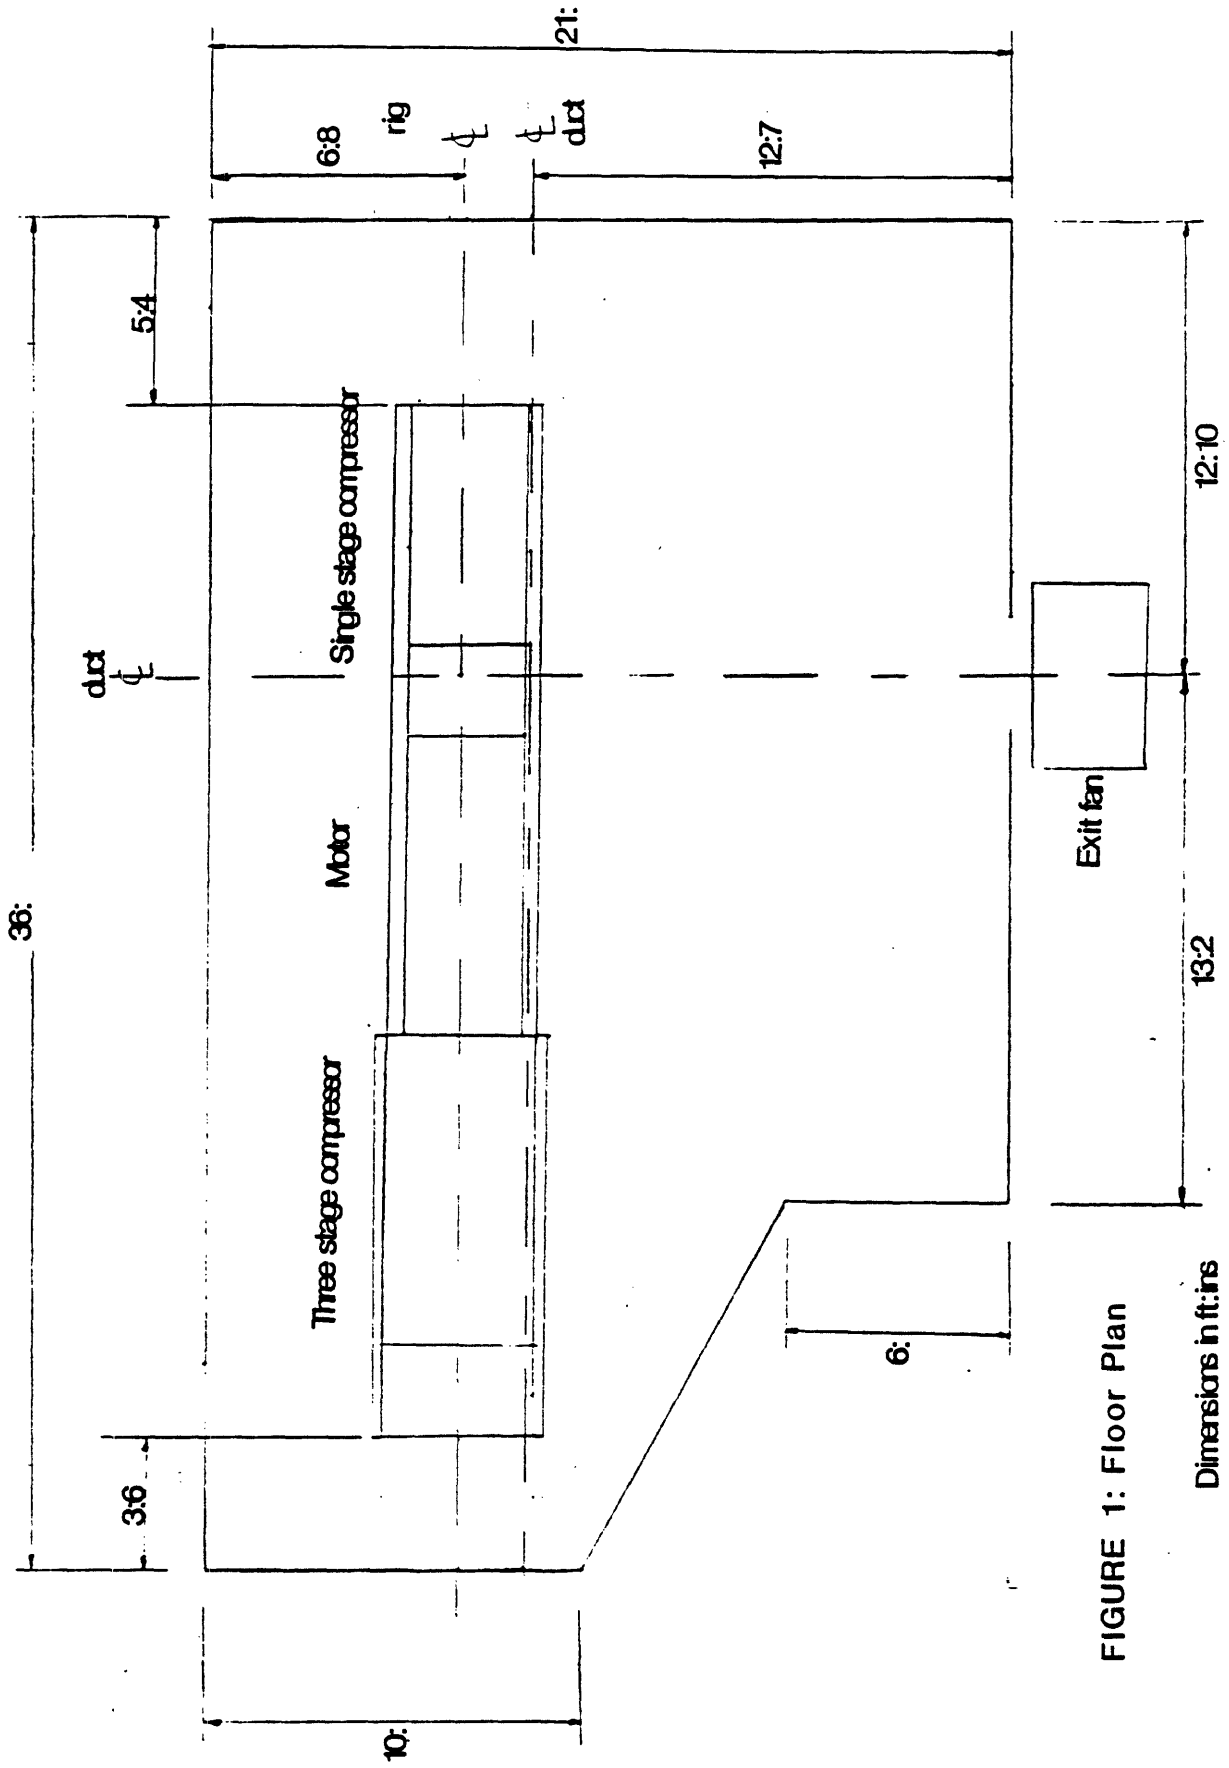 36:
3:6
5:4
duct
℄
Three stage compressor
Motor
Single stage compressor
10:
6:8
rig
℄
℄
duct
21:
12:7
6:
Exit fan
13:2
12:10
FIGURE 1: Floor Plan
Dimensions in ft:ins